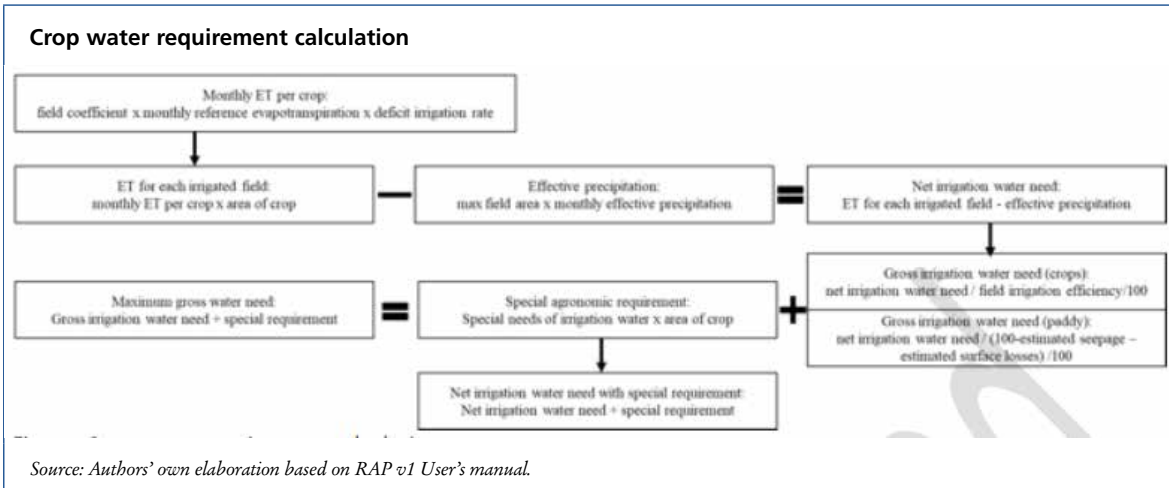 Crop water requirement calculation
Monthly ET per crop:
field coefficient x monthly reference evapotranspiration x deficit irrigation rate
ET for each irrigated field:
monthly ET per crop x area of crop
Effective precipitation:
max field area x monthly effective precipitation
Net irrigation water need:
ET for each irrigated field - effective precipitation
Maximum gross water need:
Gross irrigation water need + special requirement
Special agronomic requirement:
Special needs of irrigation water x area of crop
Gross irrigation water need (crops):
net irrigation water need / field irrigation efficiency/100
Gross irrigation water need (paddy):
net irrigation water need / (100-estimated seepage –
estimated surface losses) /100
Net irrigation water need with special requirement:
Net irrigation water need + special requirement
Source: Authors' own elaboration based on RAP v1 User's manual.